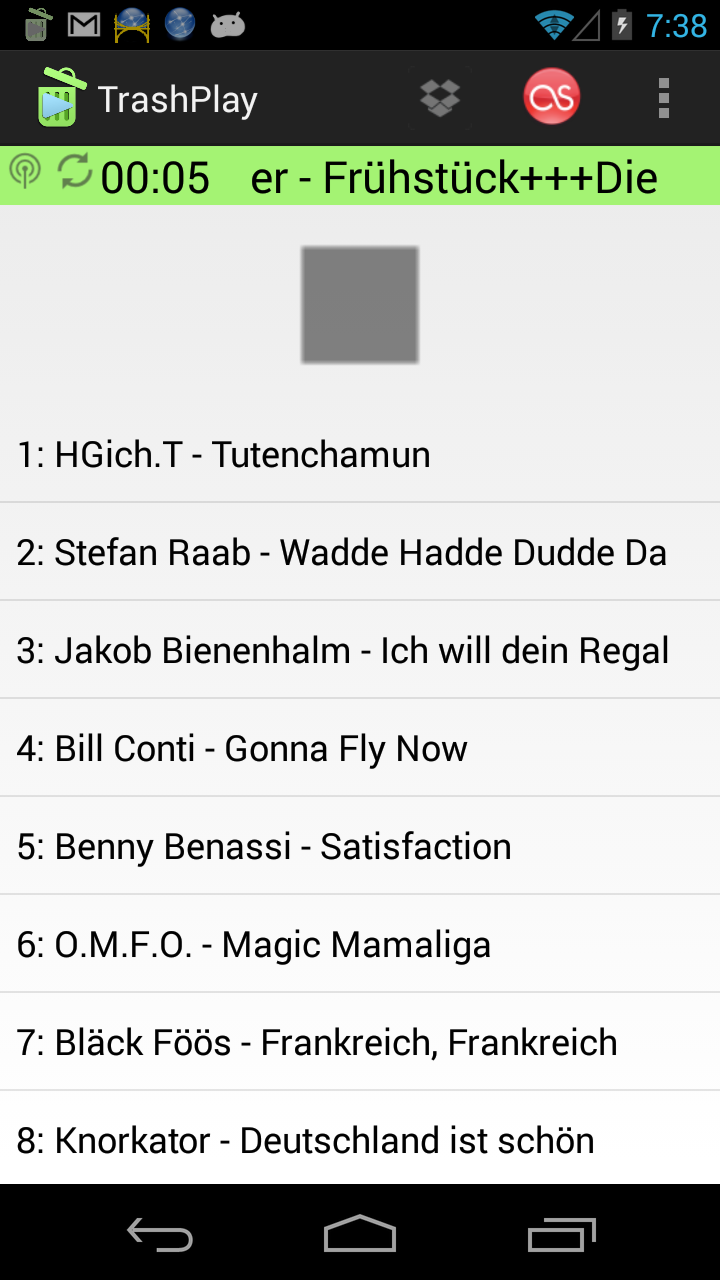 7:38
TrashPlay
00:05 er - Frühstück+++Die
1: HGich.T - Tutenchamun
2: Stefan Raab - Wadde Hadde Dudde Da
3: Jakob Bienenhalm - Ich will dein Regal
4: Bill Conti - Gonna Fly Now
5: Benny Benassi - Satisfaction
6: O.M.F.O. - Magic Mamaliga
7: Bläck Föös - Frankreich, Frankreich
8: Knorkator - Deutschland ist schön